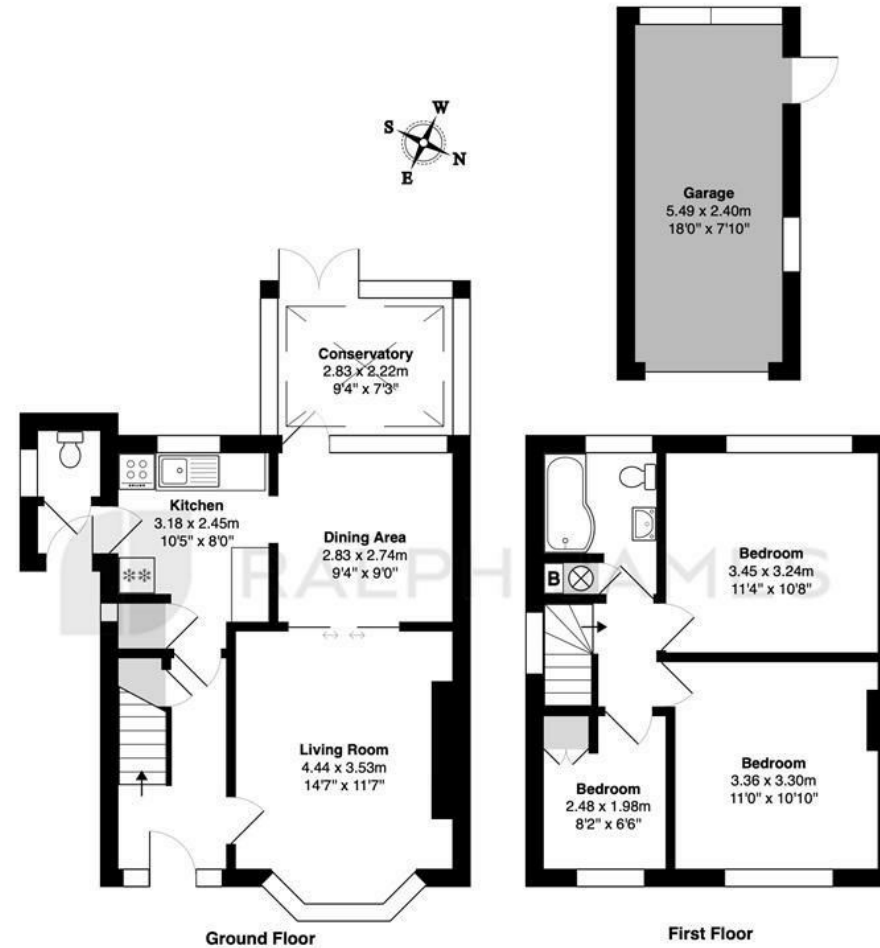 W
S
N
E
Garage
5.49 x 2.40m
18'0" x 7'10"
Conservatory
2.83 x 2.22m
9'4" x 7'3"
Kitchen
3.18 x 2.45m
10'5" x 8'0"
Dining Area
2.83 x 2.74m
9'4" x 9'0"
Living Room
4.44 x 3.53m
14'7" x 11'7"
Ground Floor
B
Bedroom
3.45 x 3.24m
11'4" x 10'8"
Bedroom
3.36 x 3.30m
11'0" x 10'10"
Bedroom
2.48 x 1.98m
8'2" x 6'6"
First Floor
RALPH JAMES